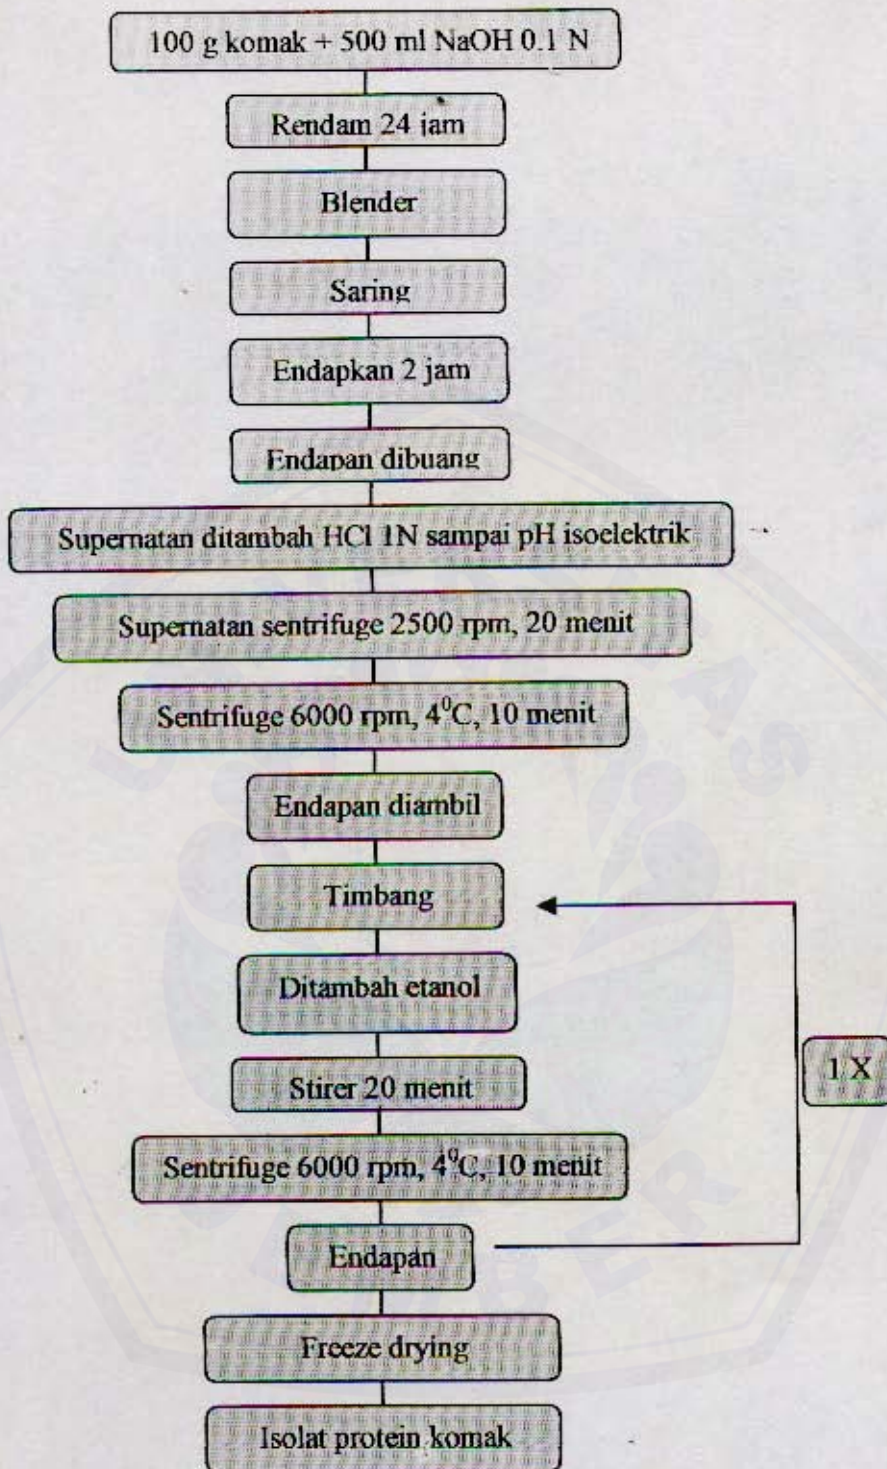 100 g komak + 500 ml NaOH 0.1 N
Rendam 24 jam
Blender
Saring
Endapkan 2 jam
Endapan dibuang
Supernatan ditambah HCl 1N sampai pH isoelektrik
Supernatan sentrifuge 2500 rpm, 20 menit
Sentrifuge 6000 rpm, 4⁰C, 10 menit
Endapan diambil
Timbang
Ditambah etanol
1 X
Stirer 20 menit
Sentrifuge 6000 rpm, 4⁰C, 10 menit
Endapan
Freeze drying
Isolat protein komak